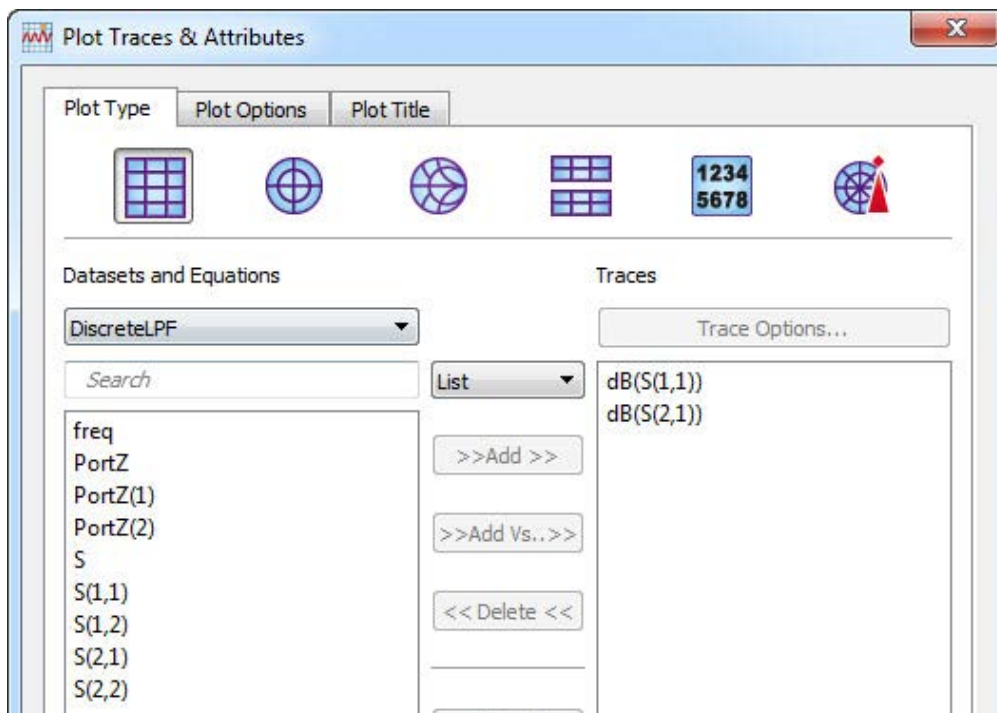 Plot Traces & Attributes
Plot Type
Plot Options
Plot Title
1234
5678
Datasets and Equations
Traces
DiscreteLPF
Trace Options...
Search
List
dB(S(1,1))
dB(S(2,1))
freq
PortZ
PortZ(1)
PortZ(2)
S
S(1,1)
S(1,2)
S(2,1)
S(2,2)
>>Add >>
>>Add Vs..>>
<< Delete <<